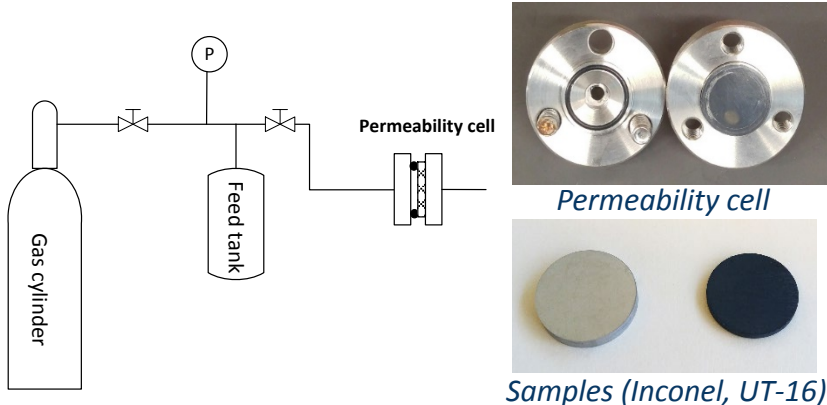 P
Permeability cell
Feed tank
Gas cylinder
Permeability cell
Samples (Inconel, UT-16)